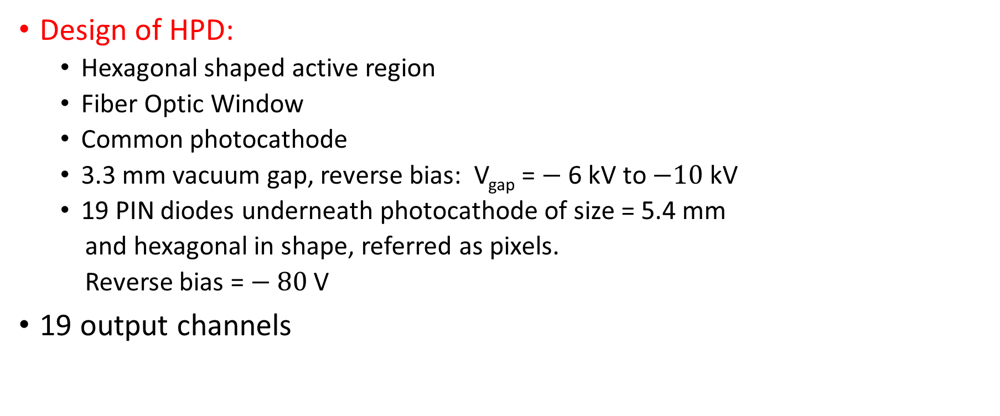 • Design of HPD:
• Hexagonal shaped active region
• Fiber Optic Window
• Common photocathode
• 3.3 mm vacuum gap, reverse bias:  V_gap = − 6 kV to −10 kV
• 19 PIN diodes underneath photocathode of size = 5.4 mm
and hexagonal in shape, referred as pixels.
Reverse bias = − 80 V
• 19 output channels